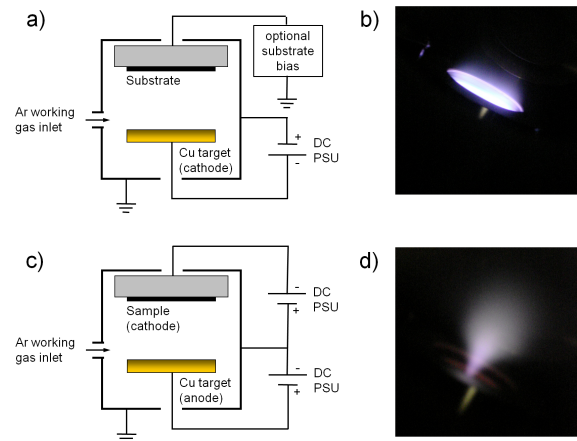 a)
optional
substrate
bias
Substrate
Ar working
gas inlet
Cu target
(cathode)
+
DC
PSU
-
b)
c)
-
DC
PSU
+
Sample
(cathode)
Ar working
gas inlet
Cu target
(anode)
-
DC
PSU
+
d)